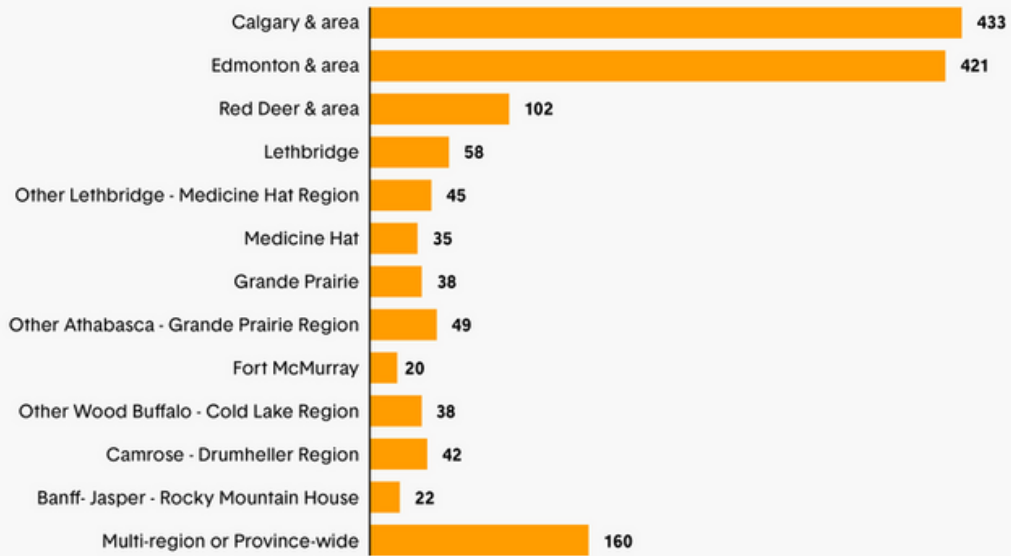 Calgary & area 433
Edmonton & area 421
Red Deer & area 102
Lethbridge 58
Other Lethbridge - Medicine Hat Region 45
Medicine Hat 35
Grande Prairie 38
Other Athabasca - Grande Prairie Region 49
Fort McMurray 20
Other Wood Buffalo - Cold Lake Region 38
Camrose - Drumheller Region 42
Banff- Jasper - Rocky Mountain House 22
Multi-region or Province-wide 160